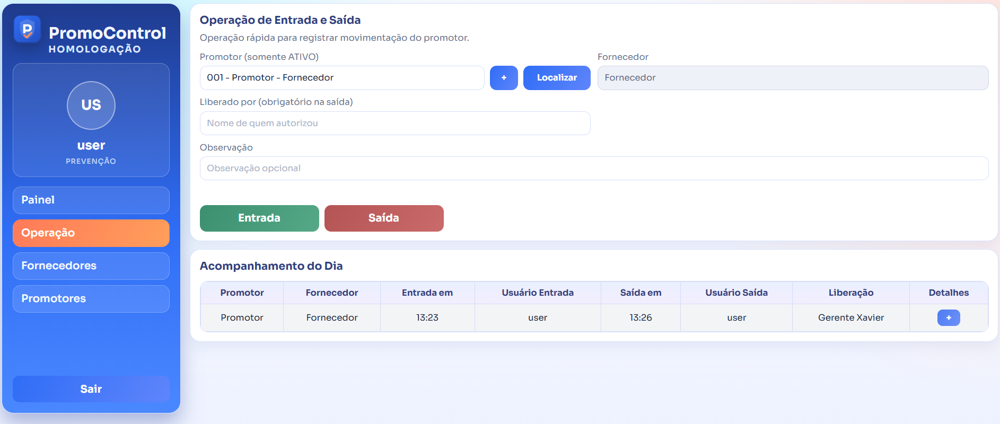 P
PromoControl
HOMOLOGAÇÃO
US
user
PREVENÇÃO
Painel
Operação
Fornecedores
Promotores
Sair
Operação de Entrada e Saída
Operação rápida para registrar movimentação do promotor.
Promotor (somente ATIVO)
Fornecedor
001 - Promotor - Fornecedor
+
Localizar
Fornecedor
Liberado por (obrigatório na saída)
Nome de quem autorizou
Observação
Observação opcional
Entrada
Saída
Acompanhamento do Dia
Promotor Fornecedor Entrada em Usuário Entrada Saída em Usuário Saída Liberação Detalhes
Promotor Fornecedor 13:23 user 13:26 user Gerente Xavier +